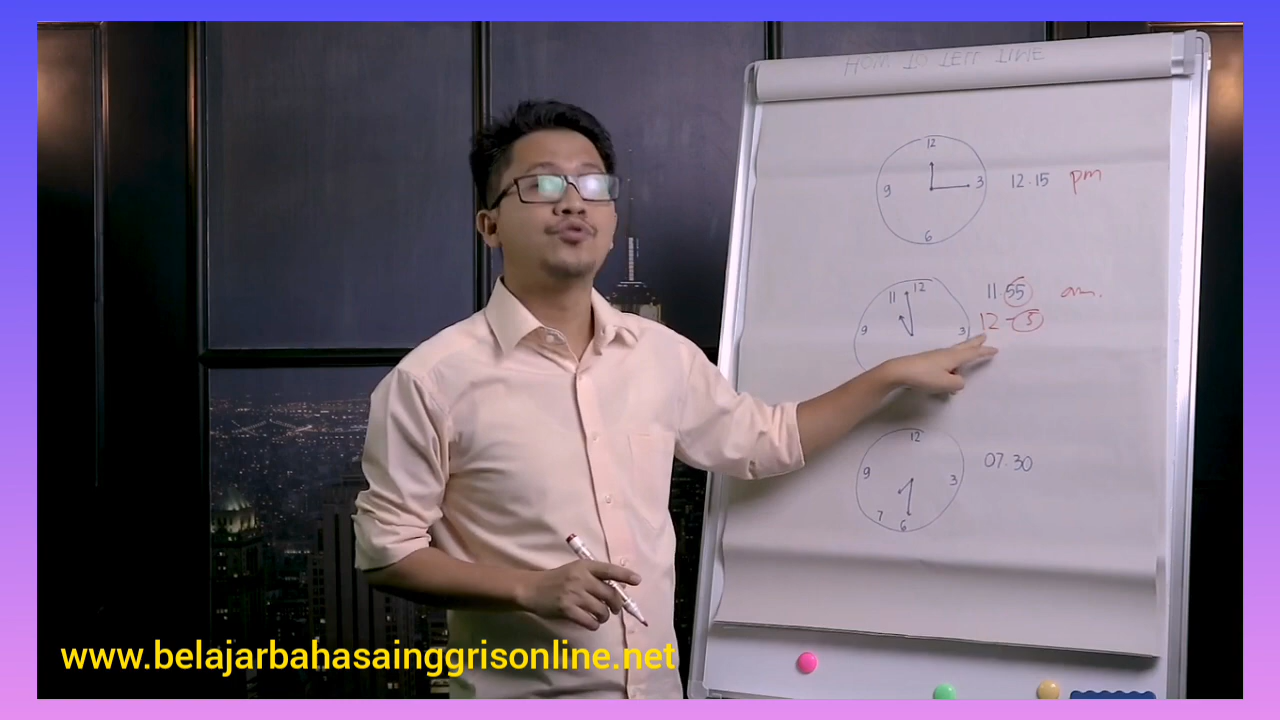 HOW TO TELL TIME
12
9 3 12.15 pm
6
11 12 11 55 am.
12 - 5
9 3
12 07.30
9 3
7 6
www.belajarbahasainggrisonline.net